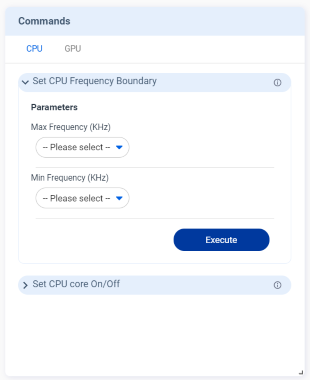 Commands
CPU GPU
Set CPU Frequency Boundary
Parameters
Max Frequency (KHz)
-- Please select --
Min Frequency (KHz)
-- Please select --
Execute
Set CPU core On/Off